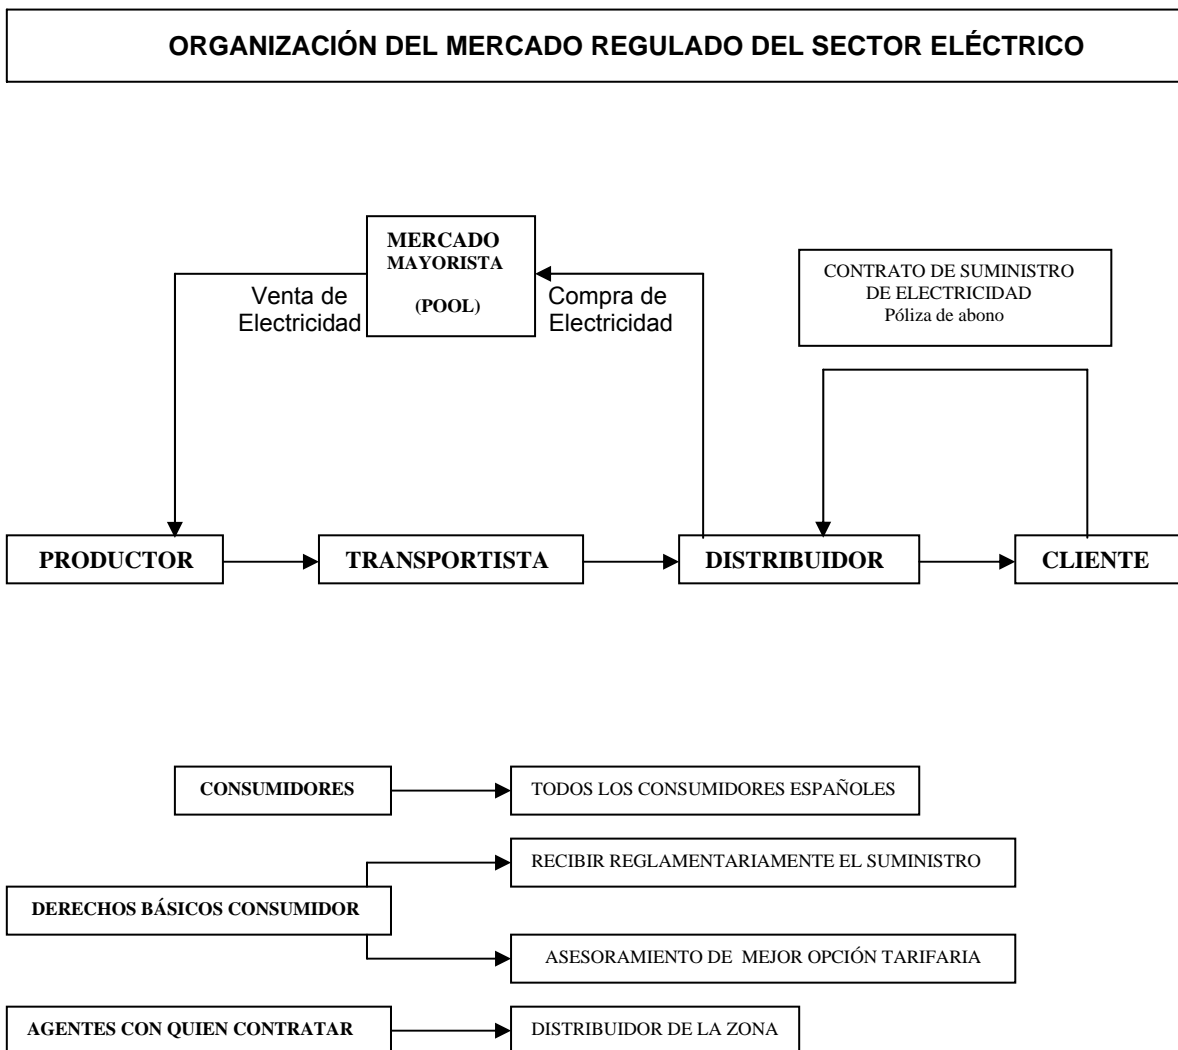 ORGANIZACIÓN DEL MERCADO REGULADO DEL SECTOR ELÉCTRICO
MERCADO
MAYORISTA
(POOL)
Venta de
Electricidad
Compra de
Electricidad
CONTRATO DE SUMINISTRO
DE ELECTRICIDAD
Póliza de abono
PRODUCTOR
TRANSPORTISTA
DISTRIBUIDOR
CLIENTE
CONSUMIDORES
TODOS LOS CONSUMIDORES ESPAÑOLES
RECIBIR REGLAMENTARIAMENTE EL SUMINISTRO
DERECHOS BÁSICOS CONSUMIDOR
ASESORAMIENTO DE MEJOR OPCIÓN TARIFARIA
AGENTES CON QUIEN CONTRATAR
DISTRIBUIDOR DE LA ZONA